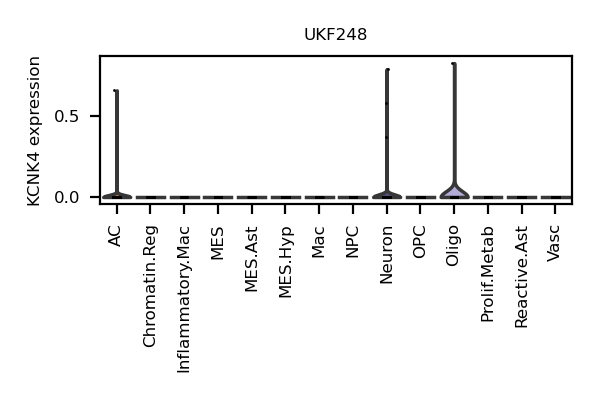 UKF248
KCNK4 expression
0.5
0.0
AC
Chromatin.Reg
Inflammatory.Mac
MES
MES.Ast
MES.Hyp
Mac
NPC
Neuron
OPC
Oligo
Prolif.Metab
Reactive.Ast
Vasc